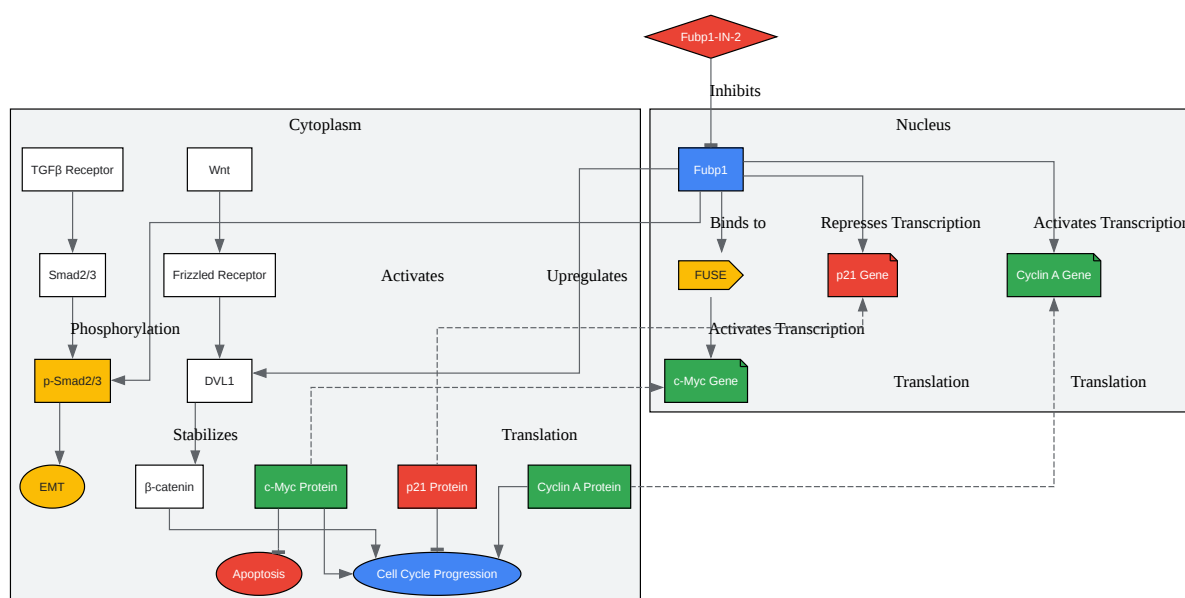 Fubp1-IN-2
Inhibits
Cytoplasm
Nucleus
TGFβ Receptor
Wnt
Fubp1
Binds to
Represses Transcription
Activates Transcription
Smad2/3
Frizzled Receptor
Activates
Upregulates
FUSE
p21 Gene
Cyclin A Gene
Phosphorylation
Activates Transcription
p-Smad2/3
DVL1
c-Myc Gene
Translation
Translation
Stabilizes
Translation
EMT
β-catenin
c-Myc Protein
p21 Protein
Cyclin A Protein
Apoptosis
Cell Cycle Progression